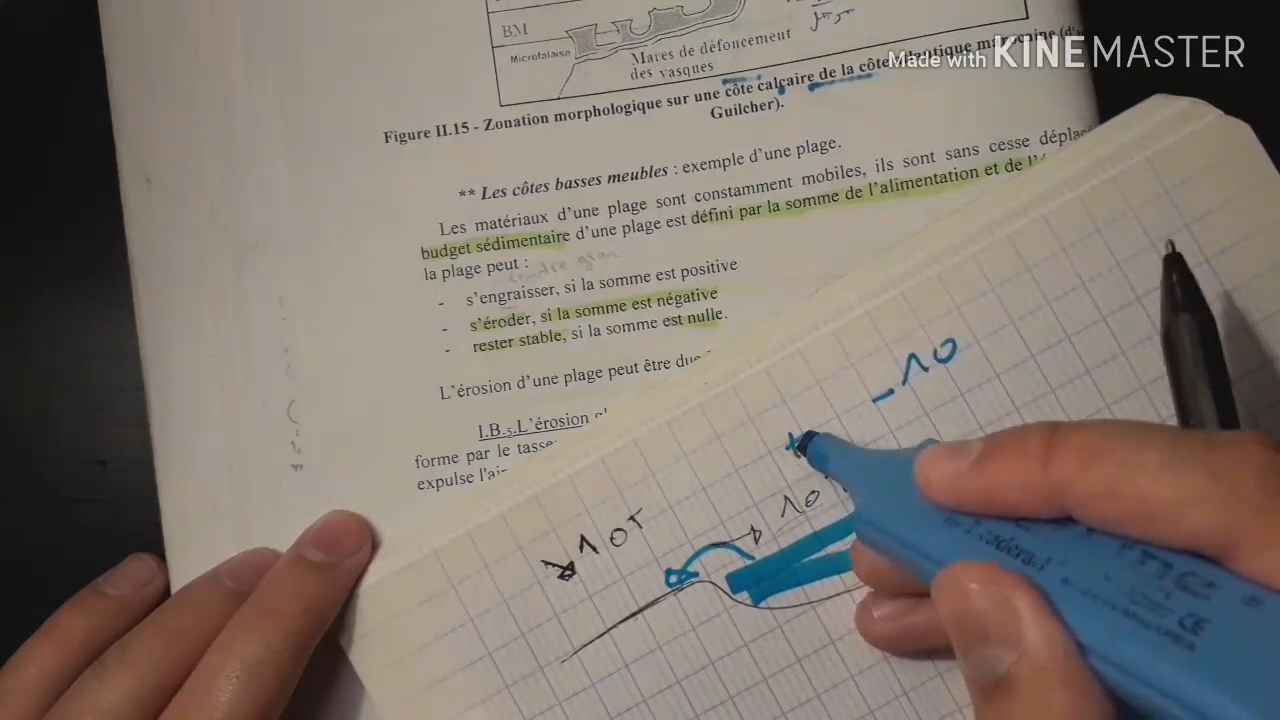 BM
Microfalaise
Mares de défoncement
des vasques
Made with KINEMASTER
Figure II.15 - Zonation morphologique sur une côte calcaire de la côte atlantique marocaine (d'
Guilcher).
** Les côtes basses meubles : exemple d'une plage.
Les matériaux d'une plage sont constamment mobiles, ils sont sans cesse
budget sédimentaire d'une plage est défini par la somme de l'alimentation et de
la plage peut :
- s'engraisser, si la somme est positive
- s'éroder, si la somme est négative
- rester stable, si la somme est nulle.
L'érosion d'une plage peut être
I.B.5.L'érosion
forme par le
expulse
-10
10
10T